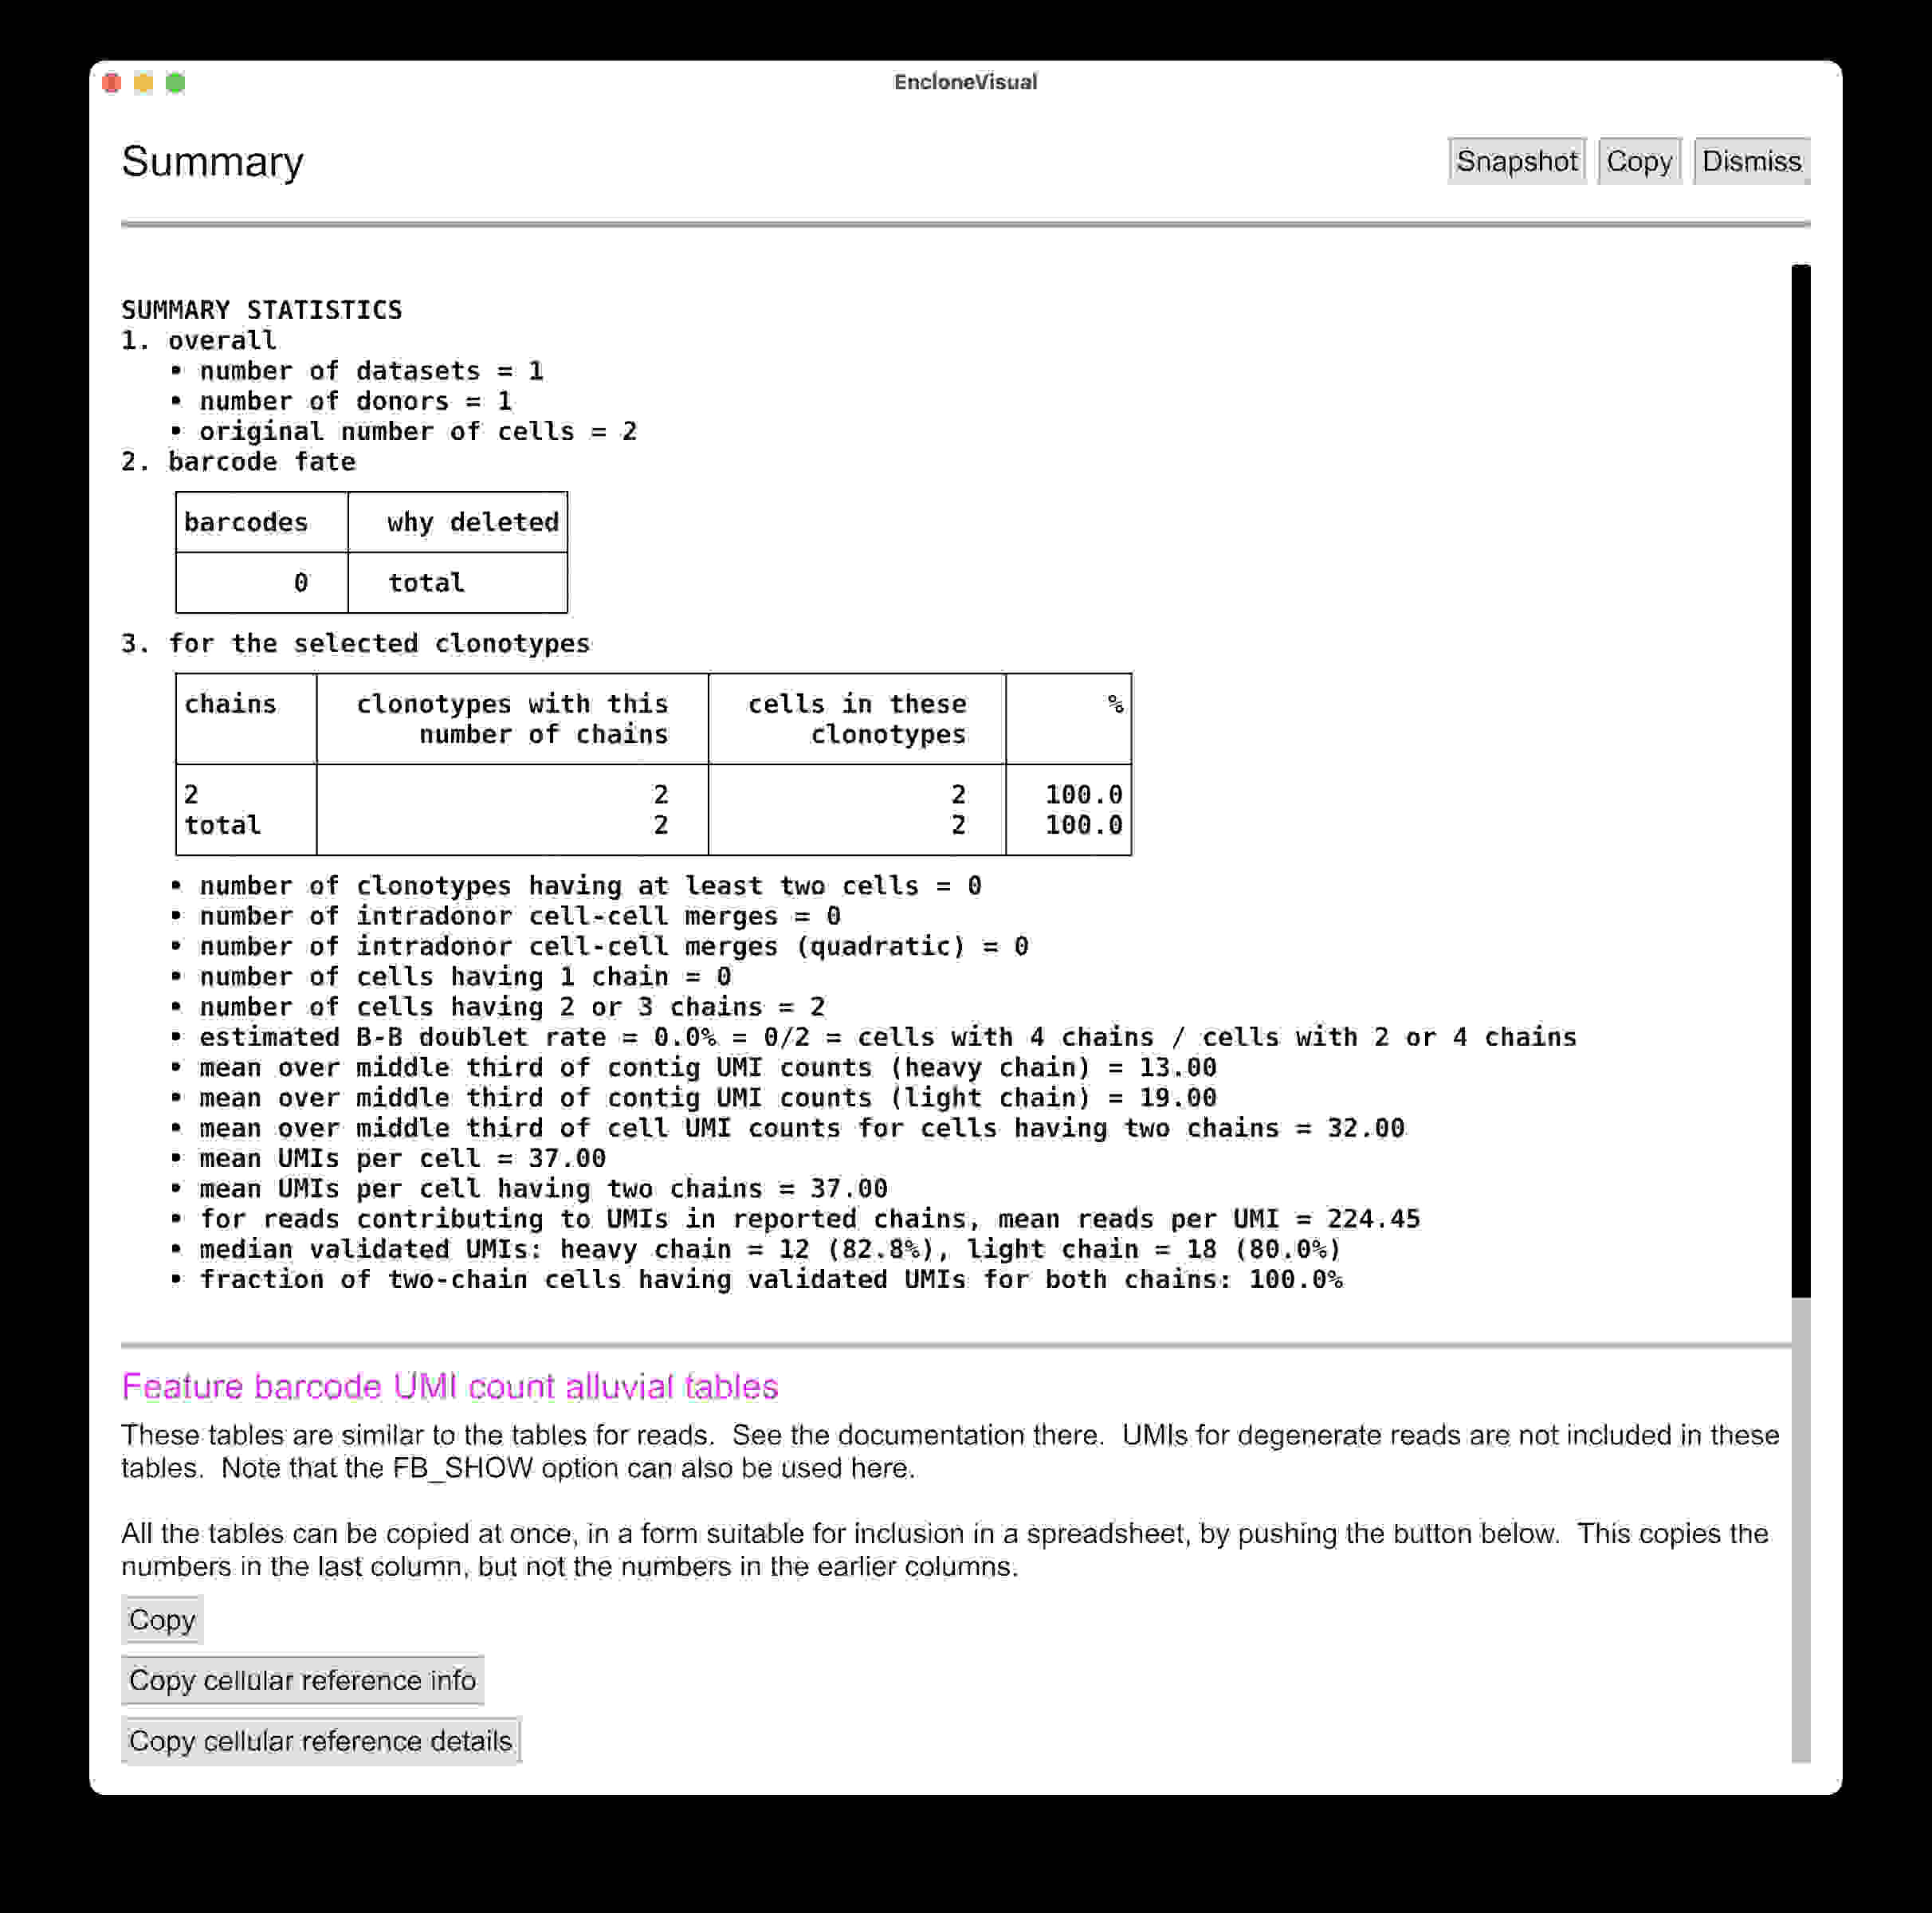 EncloneVisual
Summary
Snapshot Copy Dismiss
SUMMARY STATISTICS
1. overall
• number of datasets = 1
• number of donors = 1
• original number of cells = 2
2. barcode fate
barcodes why deleted
0 total
3. for the selected clonotypes
chains clonotypes with this cells in these %
number of chains clonotypes
2 2 2 100.0
total 2 2 100.0
• number of clonotypes having at least two cells = 0
• number of intradonor cell-cell merges = 0
• number of intradonor cell-cell merges (quadratic) = 0
• number of cells having 1 chain = 0
• number of cells having 2 or 3 chains = 2
• estimated B-B doublet rate = 0.0% = 0/2 = cells with 4 chains / cells with 2 or 4 chains
• mean over middle third of contig UMI counts (heavy chain) = 13.00
• mean over middle third of contig UMI counts (light chain) = 19.00
• mean over middle third of cell UMI counts for cells having two chains = 32.00
• mean UMIs per cell = 37.00
• mean UMIs per cell having two chains = 37.00
• for reads contributing to UMIs in reported chains, mean reads per UMI = 224.45
• median validated UMIs: heavy chain = 12 (82.8%), light chain = 18 (80.0%)
• fraction of two-chain cells having validated UMIs for both chains: 100.0%
Feature barcode UMI count alluvial tables
These tables are similar to the tables for reads. See the documentation there. UMIs for degenerate reads are not included in these
tables. Note that the FB_SHOW option can also be used here.
All the tables can be copied at once, in a form suitable for inclusion in a spreadsheet, by pushing the button below. This copies the
numbers in the last column, but not the numbers in the earlier columns.
Copy
Copy cellular reference info
Copy cellular reference details